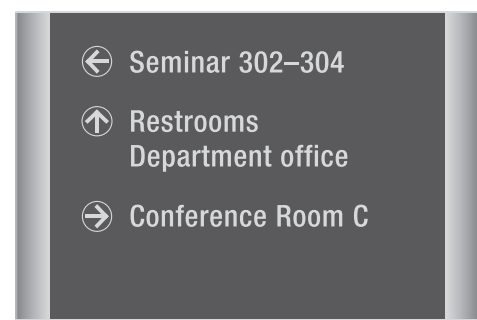 Seminar 302–304
Restrooms
Department office
Conference Room C